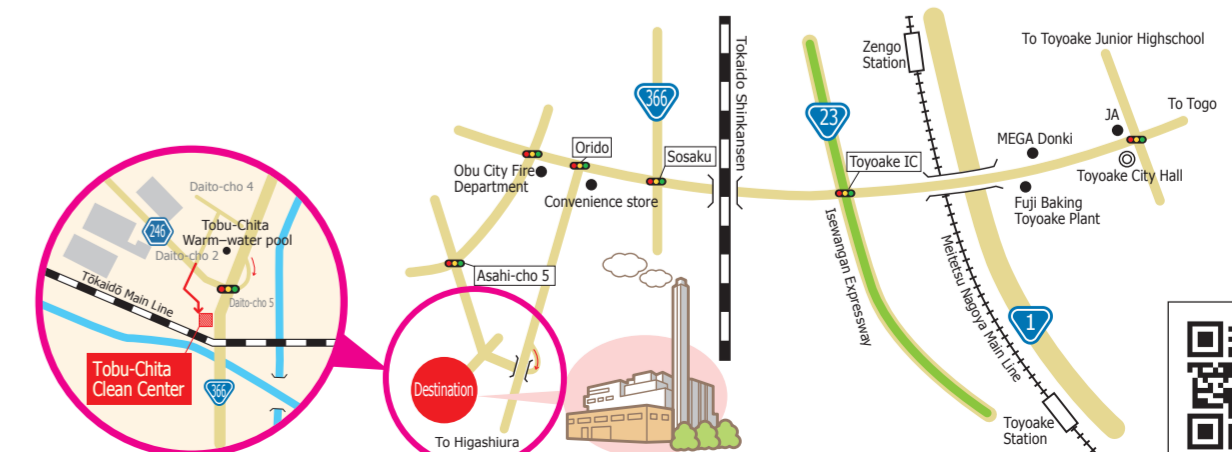 Daito-cho 4
246
Tobu-Chita
Warm–water pool
Daito-cho 2
Daito-cho 5
Tōkaidō Main Line
Tobu-Chita
Clean Center
366
Obu City Fire
Department
Orido
Convenience store
366
Sosaku
Asahi-cho 5
Destination
To Higashiura
Tokaido Shinkansen
23
Toyoake IC
Isewangan Expressway
Zengo
Station
Meitetsu Nagoya Main Line
1
Toyoake
Station
MEGA Donki
Fuji Baking
Toyoake Plant
To Toyoake Junior Highschool
JA
To Togo
Toyoake City Hall